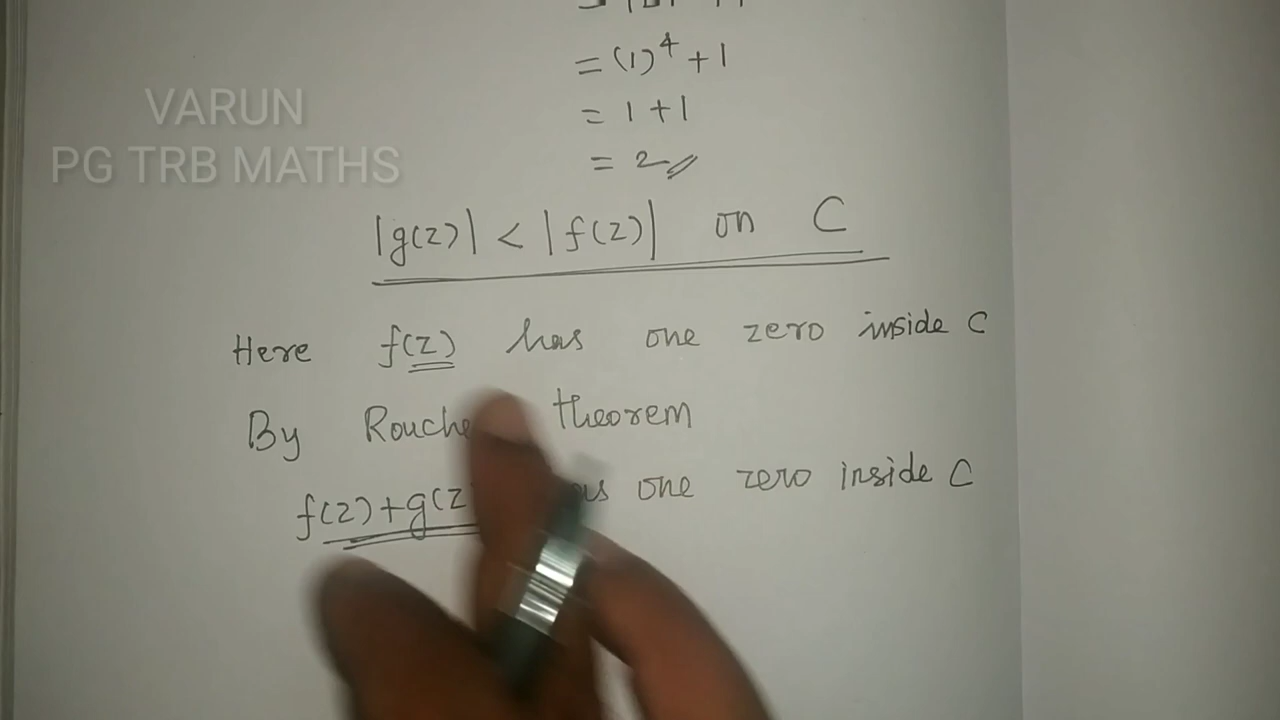 = (1)⁴ + 1
VARUN
= 1 + 1
PG TRB MATHS
= 2
|g(z)| < |f(z)| on C
Here f(z) has one zero inside C
By theorem
f(z)+g(z one zero inside C